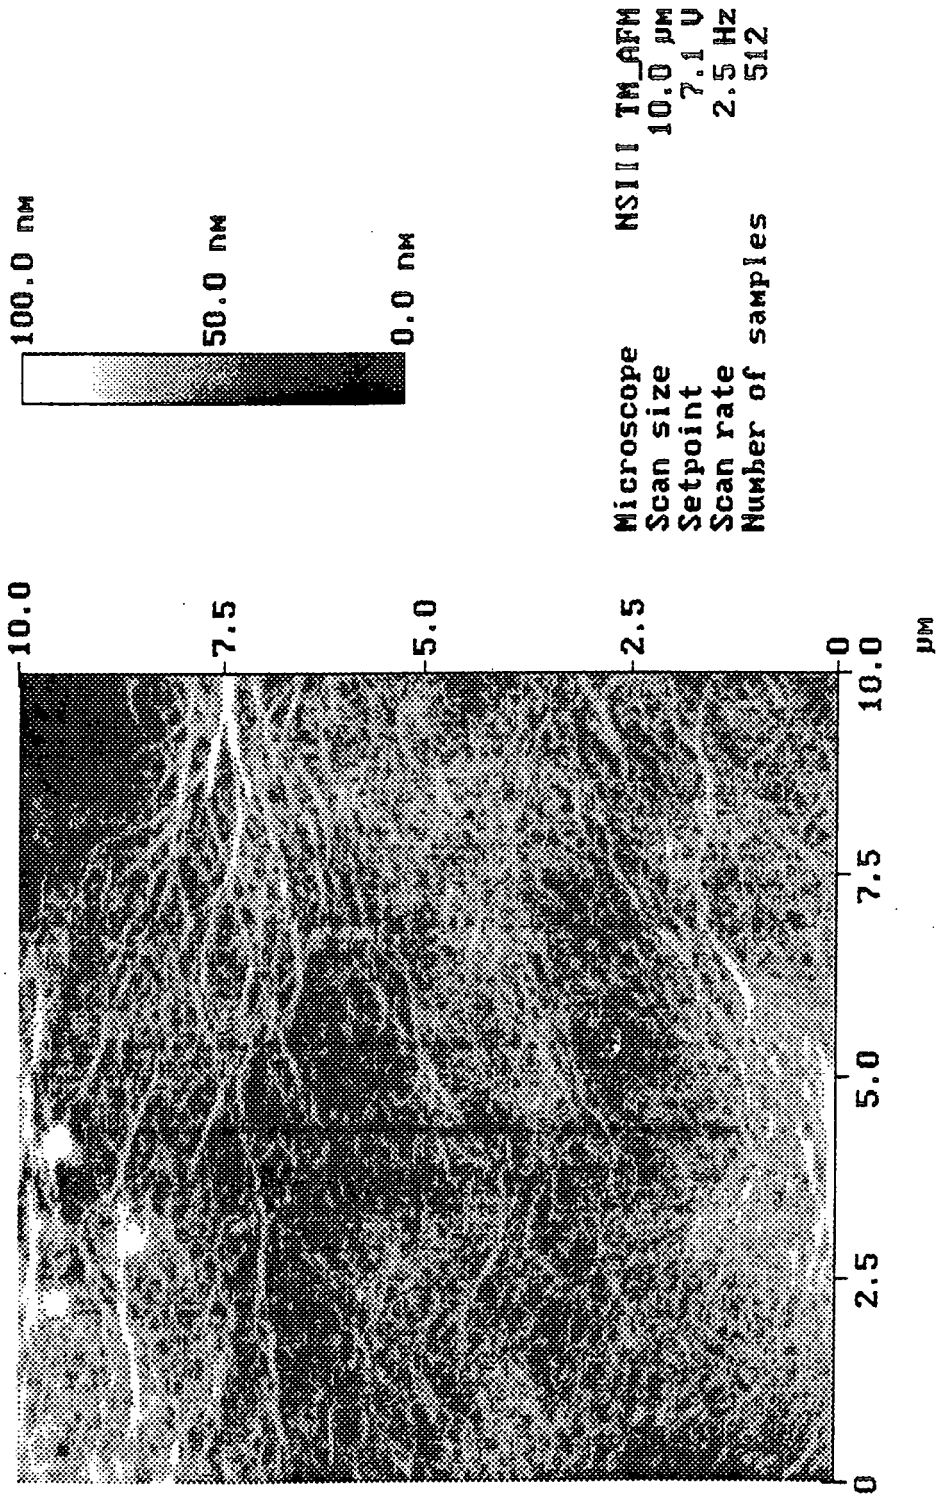 10.0
100.0 nm
7.5
50.0 nm
5.0
0.0 nm
2.5
0
0 2.5 5.0 7.5 10.0
µm
Microscope NSIII TM_AFM
Scan size 10.0 µm
Setpoint 7.1 V
Scan rate 2.5 Hz
Number of samples 512